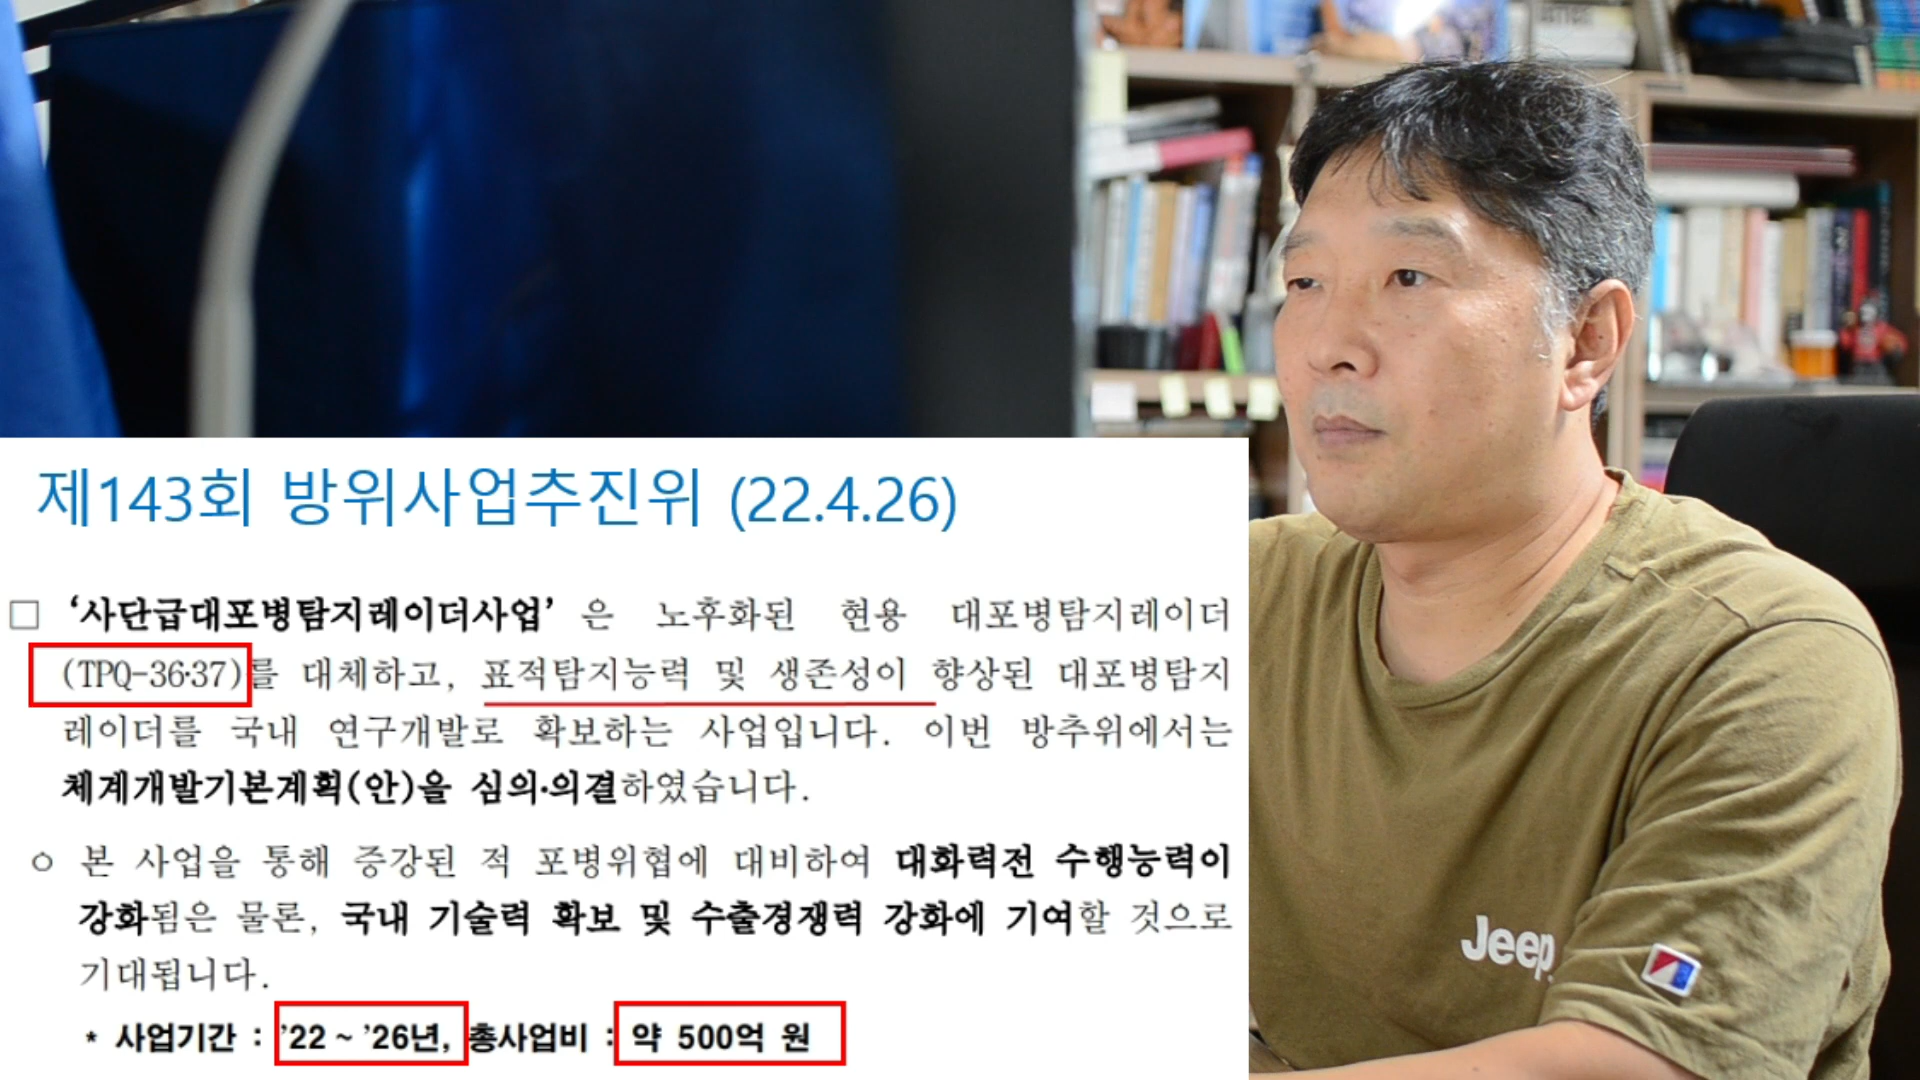 제143회 방위사업추진위 (22.4.26)
□ ‘사단급대포병탐지레이더사업’ 은 노후화된 현용 대포병탐지레이더
(TPQ-36·37)를 대체하고, 표적탐지능력 및 생존성이 향상된 대포병탐지
레이더를 국내 연구개발로 확보하는 사업입니다. 이번 방추위에서는
체계개발기본계획(안)을 심의·의결하였습니다.
○ 본 사업을 통해 증강된 적 포병위협에 대비하여 대화력전 수행능력이
강화됨은 물론, 국내 기술력 확보 및 수출경쟁력 강화에 기여할 것으로
기대됩니다.
* 사업기간 : ’22 ~ ’26년, 총사업비 : 약 500억 원
Jeep